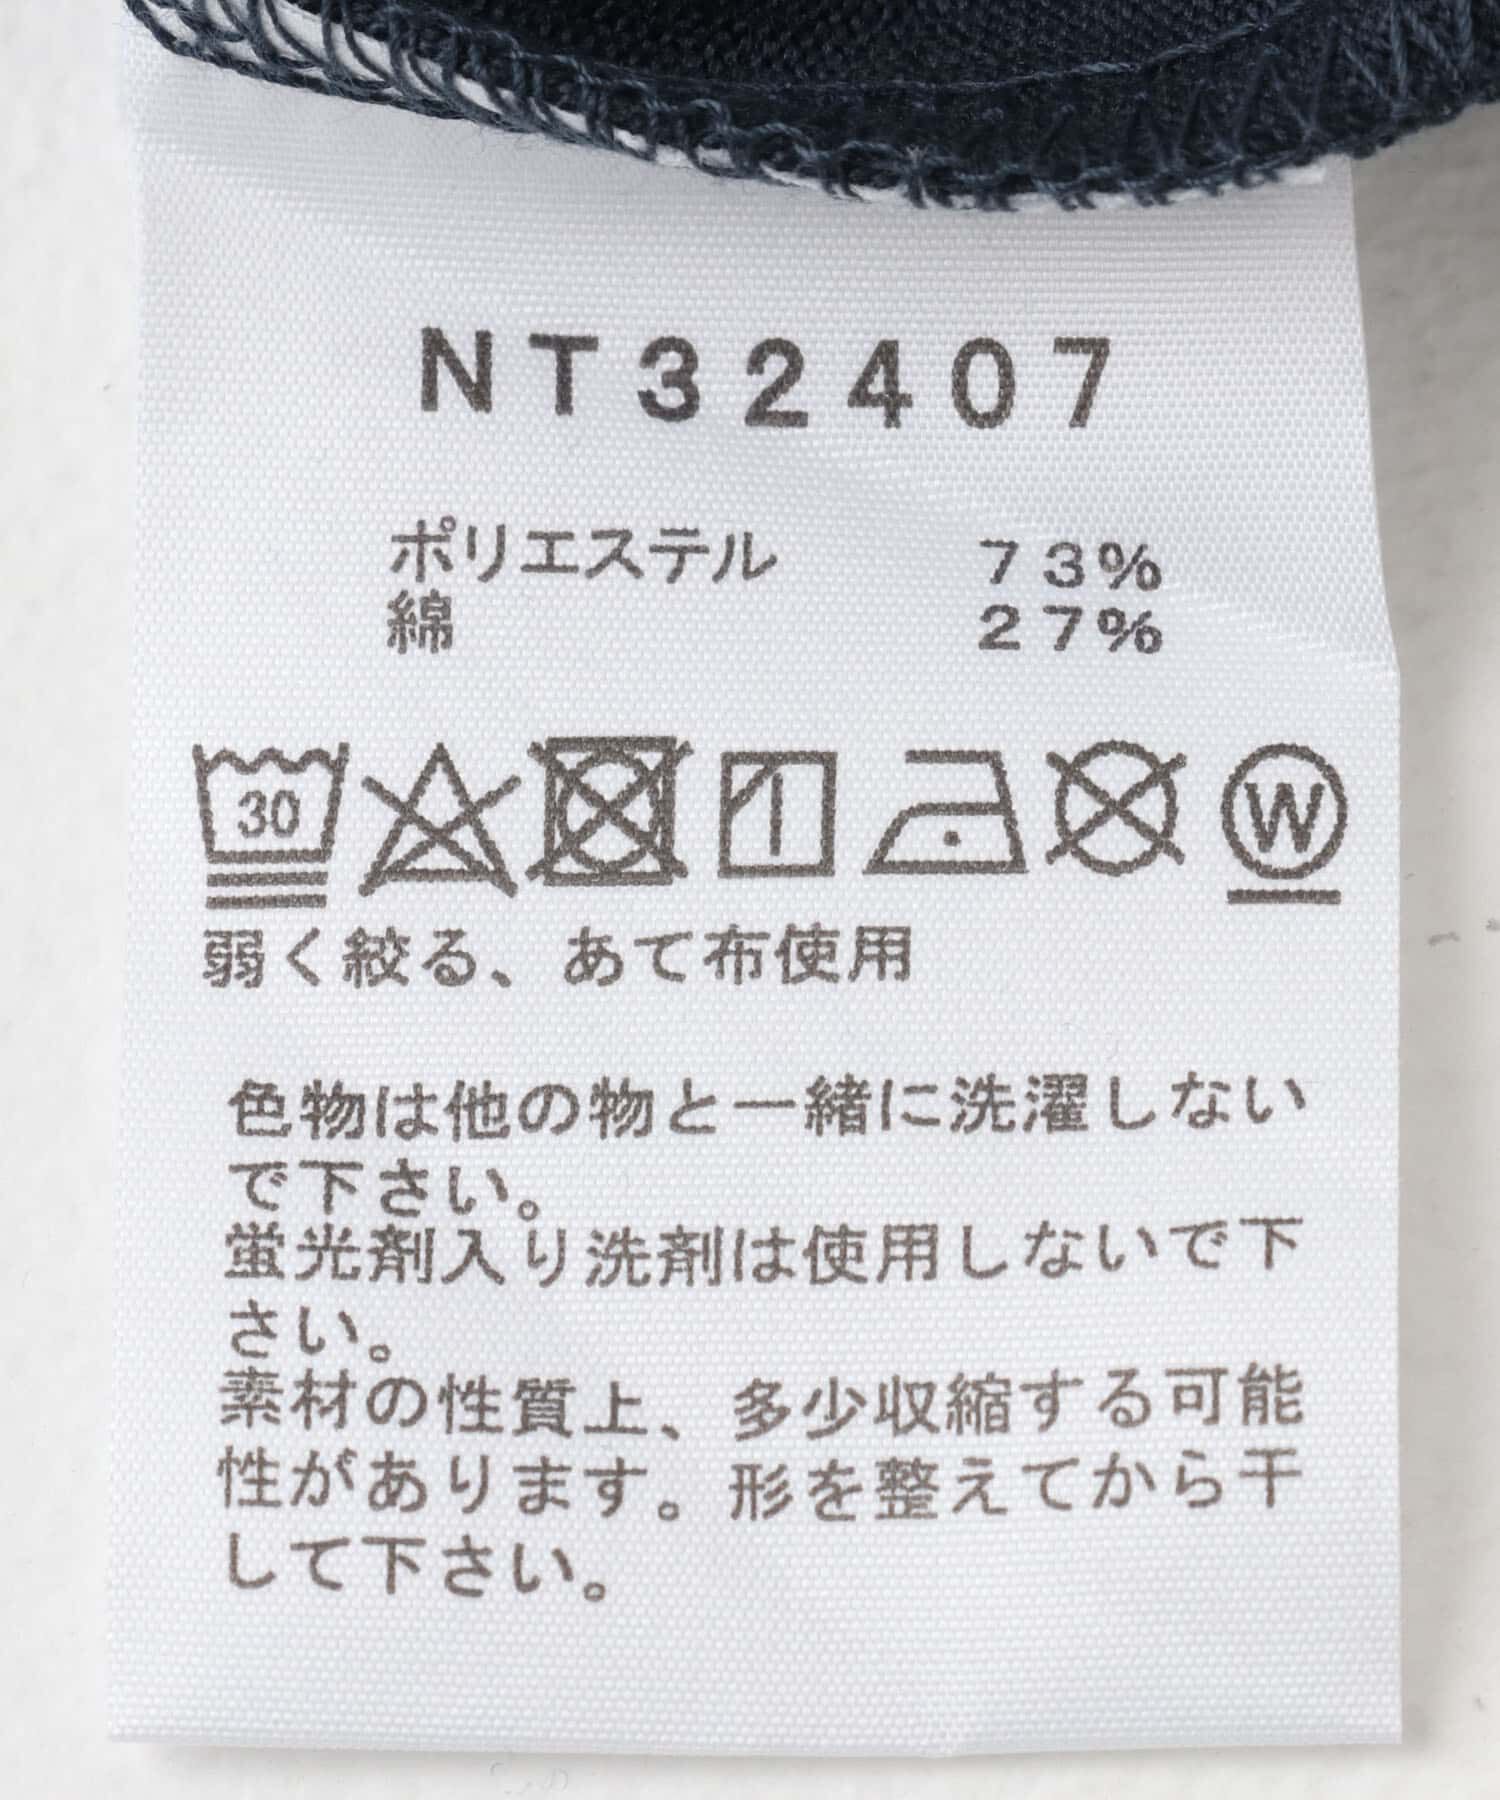 NT32407
ポリエステル 73%
綿 27%
30 W
弱く絞る、あて布使用
色物は他の物と一緒に洗濯しない
で下さい。
蛍光剤入り洗剤は使用しないで下
さい。
素材の性質上、多少収縮する可能
性があります。形を整えてから干
して下さい。